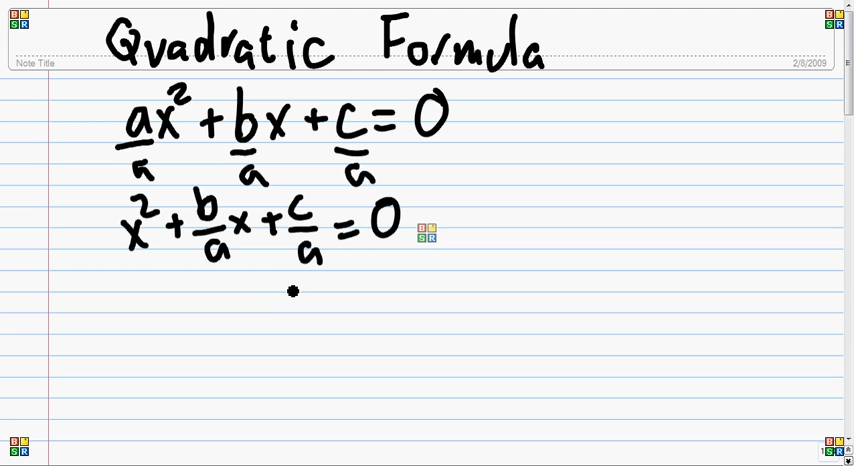 Quadratic Formula
Note Title
2/8/2009
ax² + bx + c = 0
a a a
x² + b/a x + c/a = 0